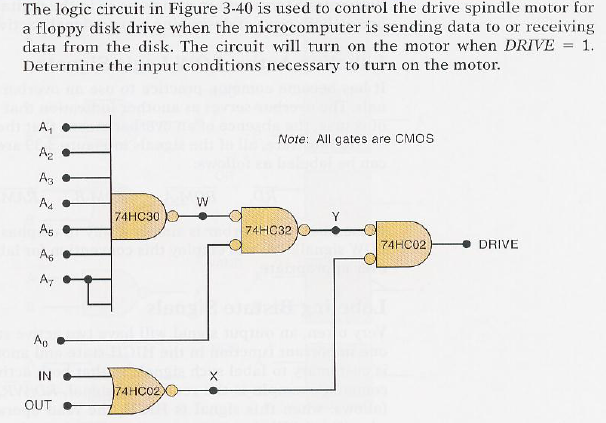 The logic circuit in Figure 3-40 is used to control the drive spindle motor for
a floppy disk drive when the microcomputer is sending data to or receiving
data from the disk. The circuit will turn on the motor when DRIVE = 1.
Determine the input conditions necessary to turn on the motor.
Note: All gates are CMOS
A₁
A₂
A₃
A₄
A₅
A₆
A₇
74HC30
W
74HC32
Y
74HC02
DRIVE
A₀
IN
OUT
74HC02
X